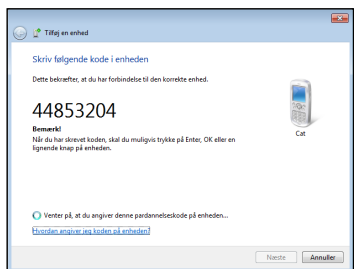 Tilføj en enhed
Skriv følgende kode i enheden
Dette bekræfter, at du har forbindelse til den korrekte enhed.
44853204
Bemærk!
Når du har skrevet koden, skal du muligvis trykke på Enter, OK eller en
lignende knap på enheden.
Cat
Venter på, at du angiver denne pardannelseskode på enheden...
Hvordan angiver jeg koden på enheden?
Næste
Annuller